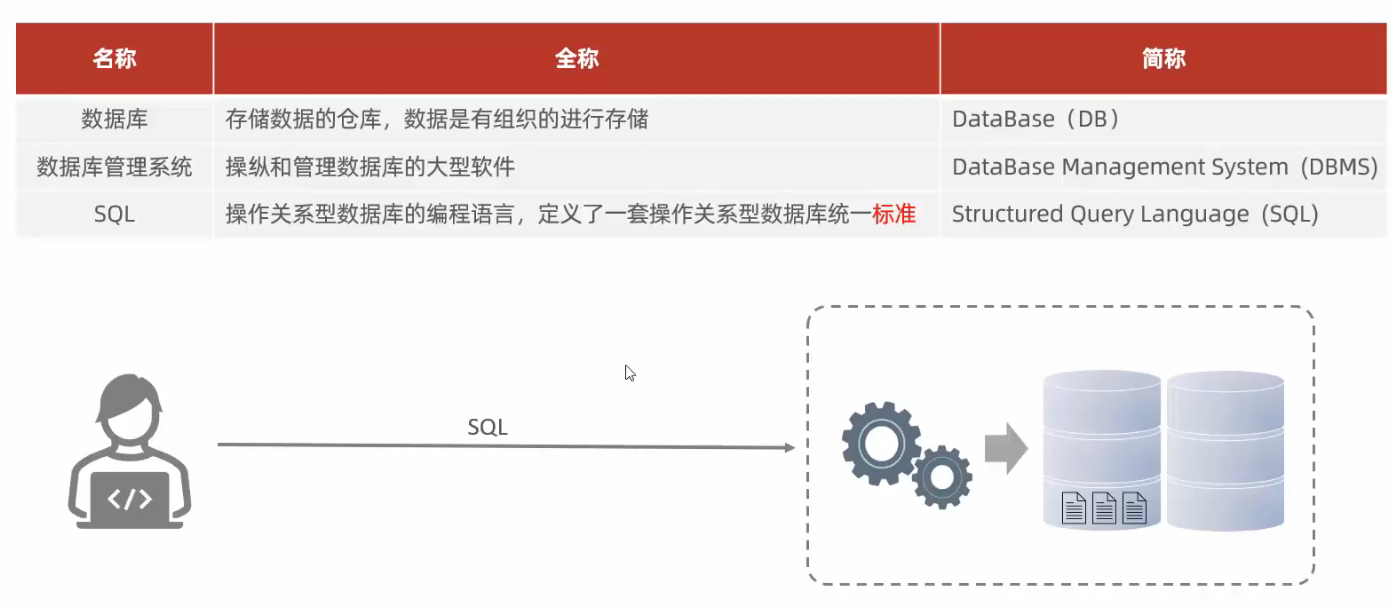 名称 全称 简称
数据库 存储数据的仓库，数据是有组织的进行存储 DataBase（DB）
数据库管理系统 操纵和管理数据库的大型软件 DataBase Management System (DBMS)
SQL 操作关系型数据库的编程语言，定义了一套操作关系型数据库统一标准 Structured Query Language (SQL)
SQL
</>